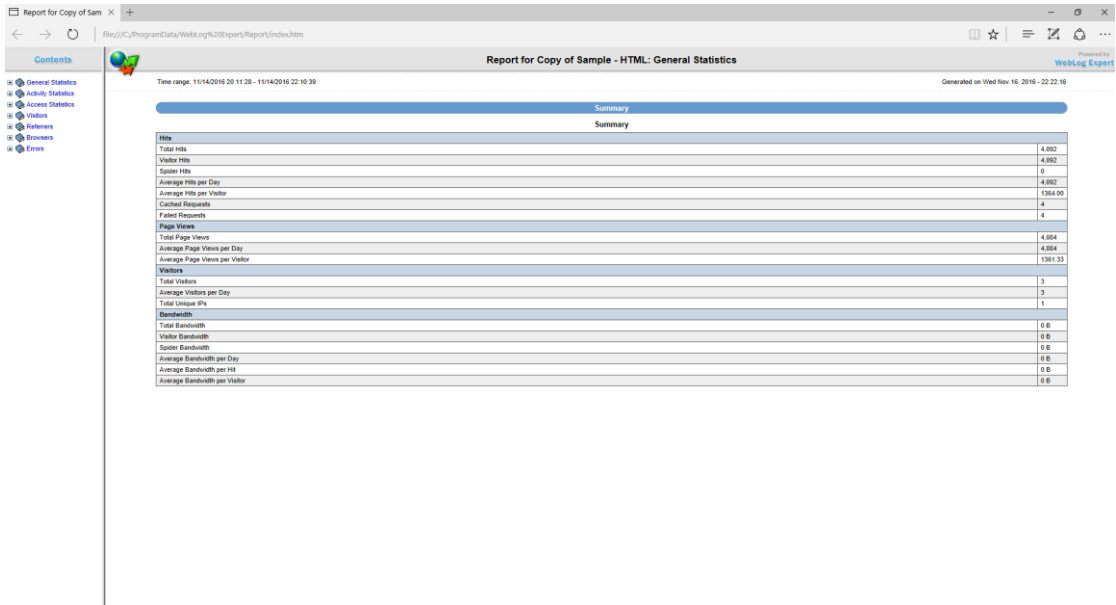 Report for Copy of Sam
file:///C:/ProgramData/WebLog%20Expert/Report/index.htm
Contents
Report for Copy of Sample - HTML: General Statistics
Powered by
WebLog Expert
General Statistics
Activity Statistics
Access Statistics
Visitors
Referrers
Browsers
Errors
Time range: 11/14/2016 20:11:28 - 11/14/2016 22:10:39 Generated on Wed Nov 16, 2016 - 22:22:16
Summary
Summary
Hits
Total Hits 4,092
Visitor Hits 4,092
Spider Hits 0
Average Hits per Day 4,092
Average Hits per Visitor 1364.00
Cached Requests 4
Failed Requests 4
Page Views
Total Page Views 4,084
Average Page Views per Day 4,084
Average Page Views per Visitor 1361.33
Visitors
Total Visitors 3
Average Visitors per Day 3
Total Unique IPs 1
Bandwidth
Total Bandwidth 0 B
Visitor Bandwidth 0 B
Spider Bandwidth 0 B
Average Bandwidth per Day 0 B
Average Bandwidth per Hit 0 B
Average Bandwidth per Visitor 0 B